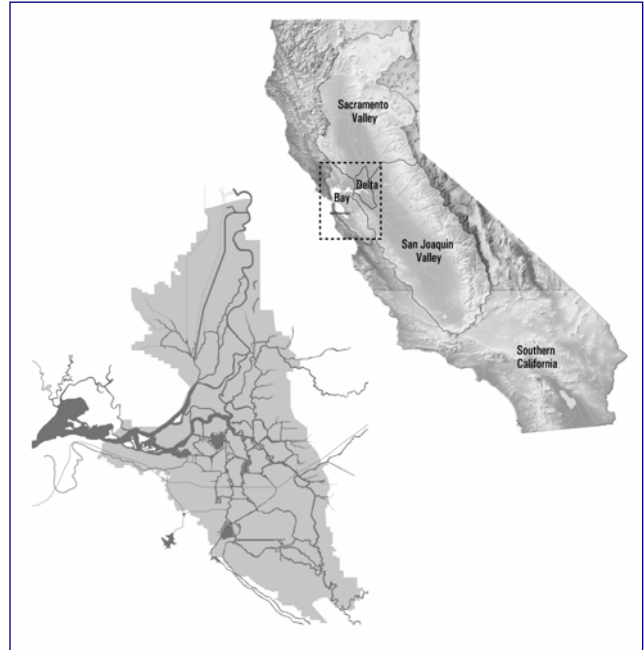 Sacramento
Valley
Delta
Bay
San Joaquin
Valley
Southern
California